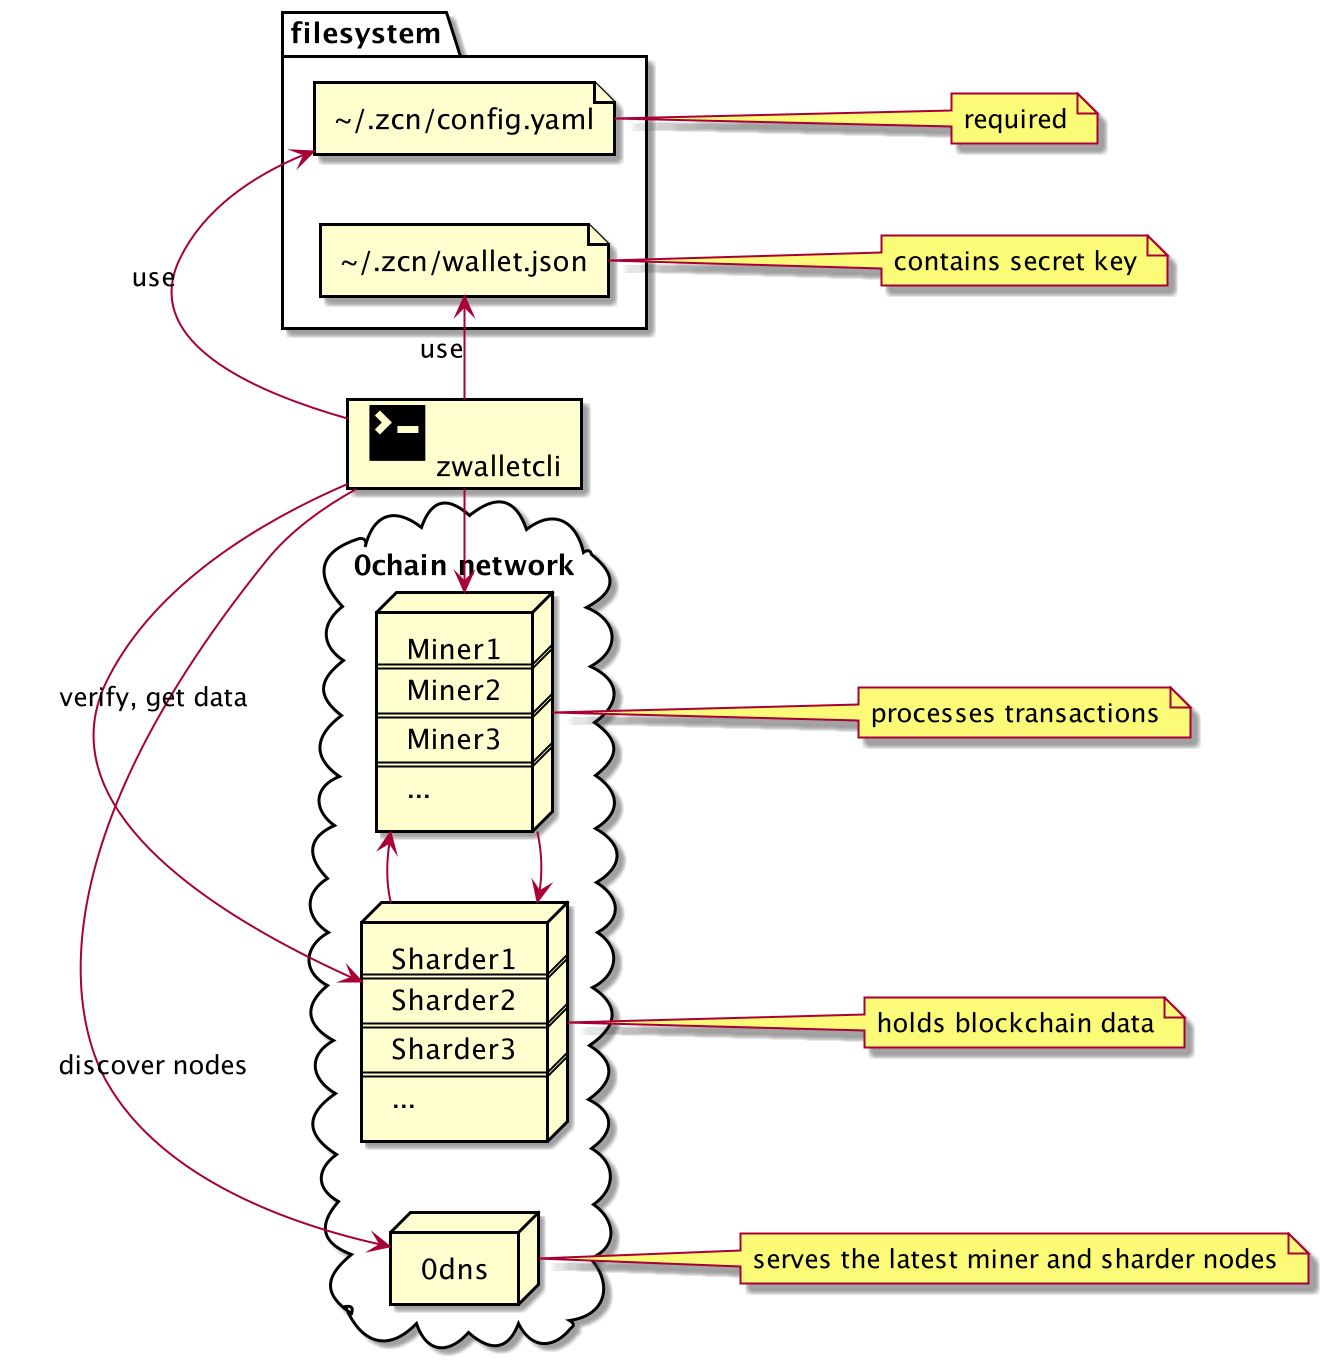 filesystem
~/.zcn/config.yaml
required
~/.zcn/wallet.json
contains secret key
use
use
zwalletcli
0chain network
Miner1
Miner2
Miner3
...
verify, get data
processes transactions
Sharder1
Sharder2
Sharder3
...
holds blockchain data
discover nodes
0dns
serves the latest miner and sharder nodes